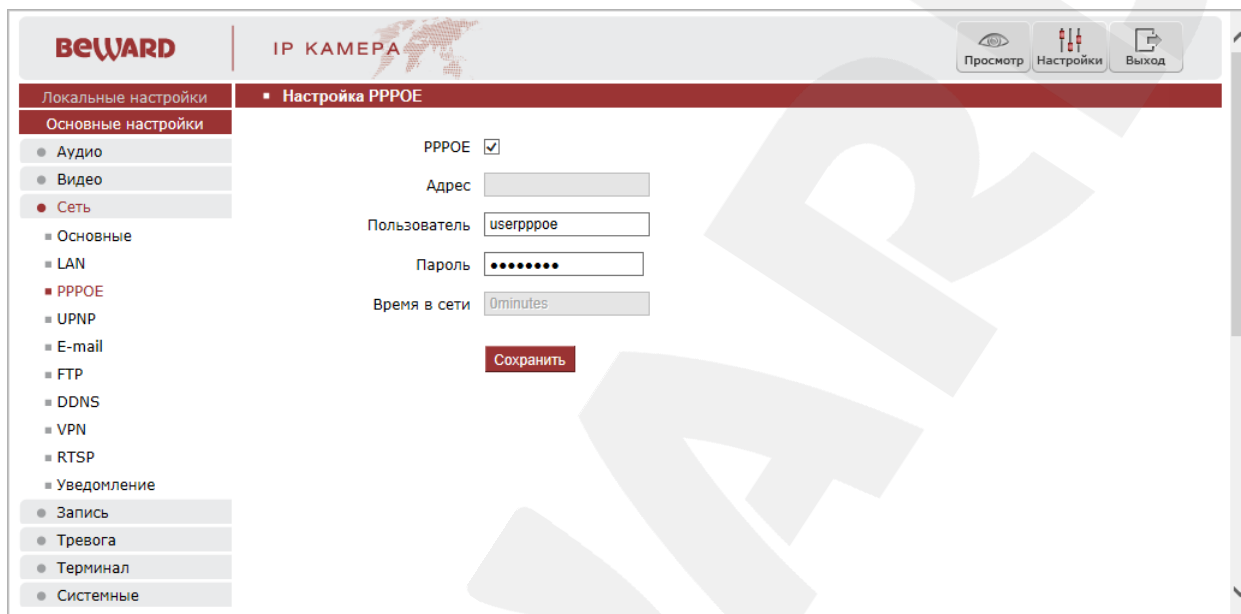 BEWARD
IP КАМЕРА
Просмотр
Настройки
Выход
Локальные настройки
Основные настройки
Аудио
Видео
Сеть
Основные
LAN
PPPOE
UPNP
E-mail
FTP
DDNS
VPN
RTSP
Уведомление
Запись
Тревога
Терминал
Системные
Настройка PPPOE
PPPOE
Адрес
Пользователь userpppoe
Пароль ••••••••
Время в сети 0minutes
Сохранить